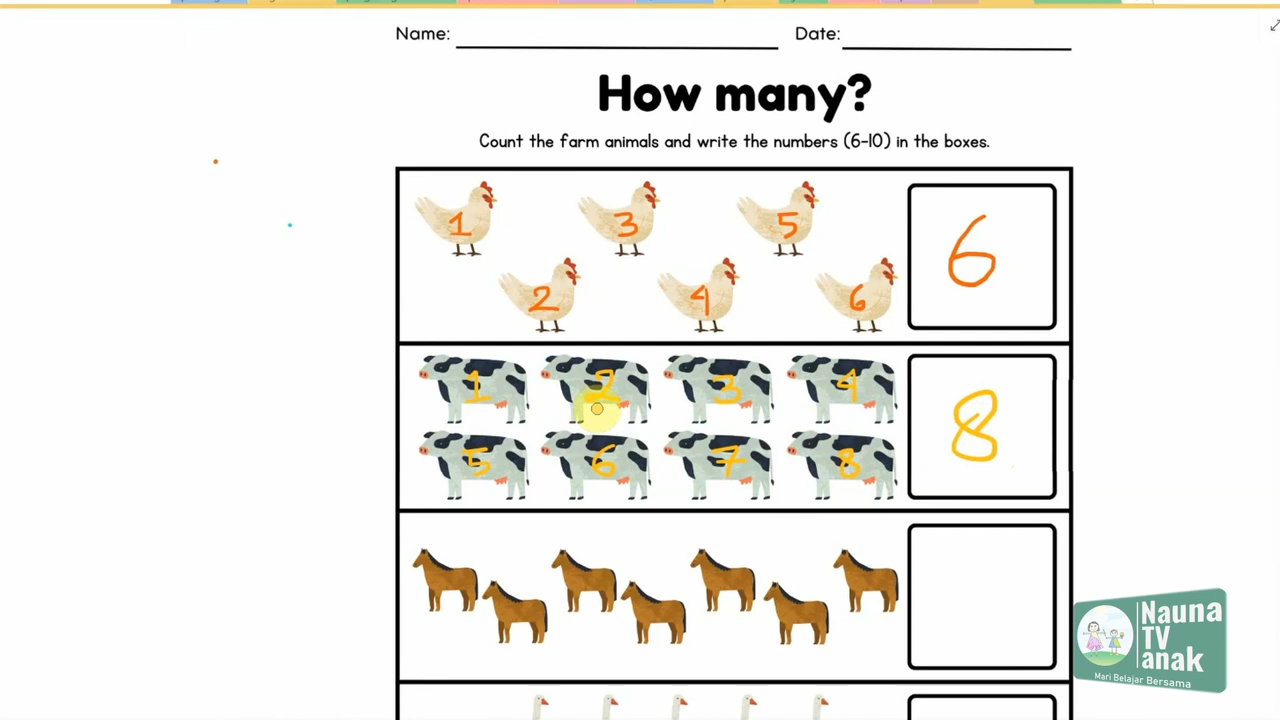 Name: Date:
How many?
Count the farm animals and write the numbers (6-10) in the boxes.
1 3 5
6
2 4 6
1 2 3 4
8
5 6 7 8
Nauna
TV
anak
Mari Belajar Bersama